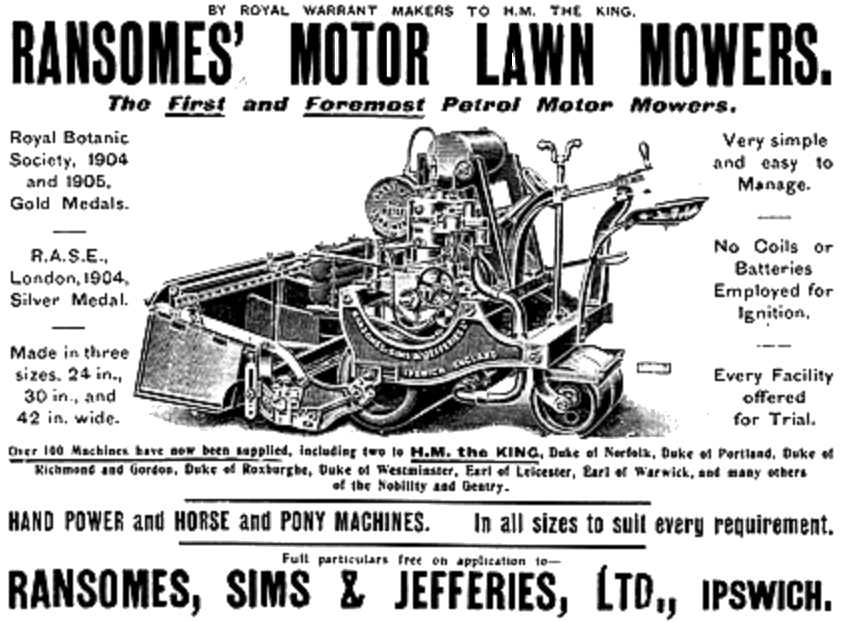 BY ROYAL WARRANT MAKERS TO H.M. THE KING.
RANSOMES' MOTOR LAWN MOWERS.
The First and Foremost Petrol Motor Mowers.
Royal Botanic
Society, 1904
and 1905,
Gold Medals.
R.A.S.E.,
London, 1904,
Silver Medal.
Made in three
sizes, 24 in.,
30 in., and
42 in. wide.
RANSOMES, SIMS & JEFFERIES
IPSWICH, ENGLAND
Very simple
and easy to
Manage.
No Coils or
Batteries
Employed for
Ignition.
Every Facility
offered
for Trial.
Over 100 Machines have now been supplied, including two to H.M. the KING, Duke of Norfolk, Duke of Portland, Duke of
Richmond and Gordon, Duke of Roxburghe, Duke of Westminster, Earl of Leicester, Earl of Warwick, and many others
of the Nobility and Gentry.
HAND POWER and HORSE and PONY MACHINES. In all sizes to suit every requirement.
Full particulars free on application to—
RANSOMES, SIMS & JEFFERIES, LTD., IPSWICH.